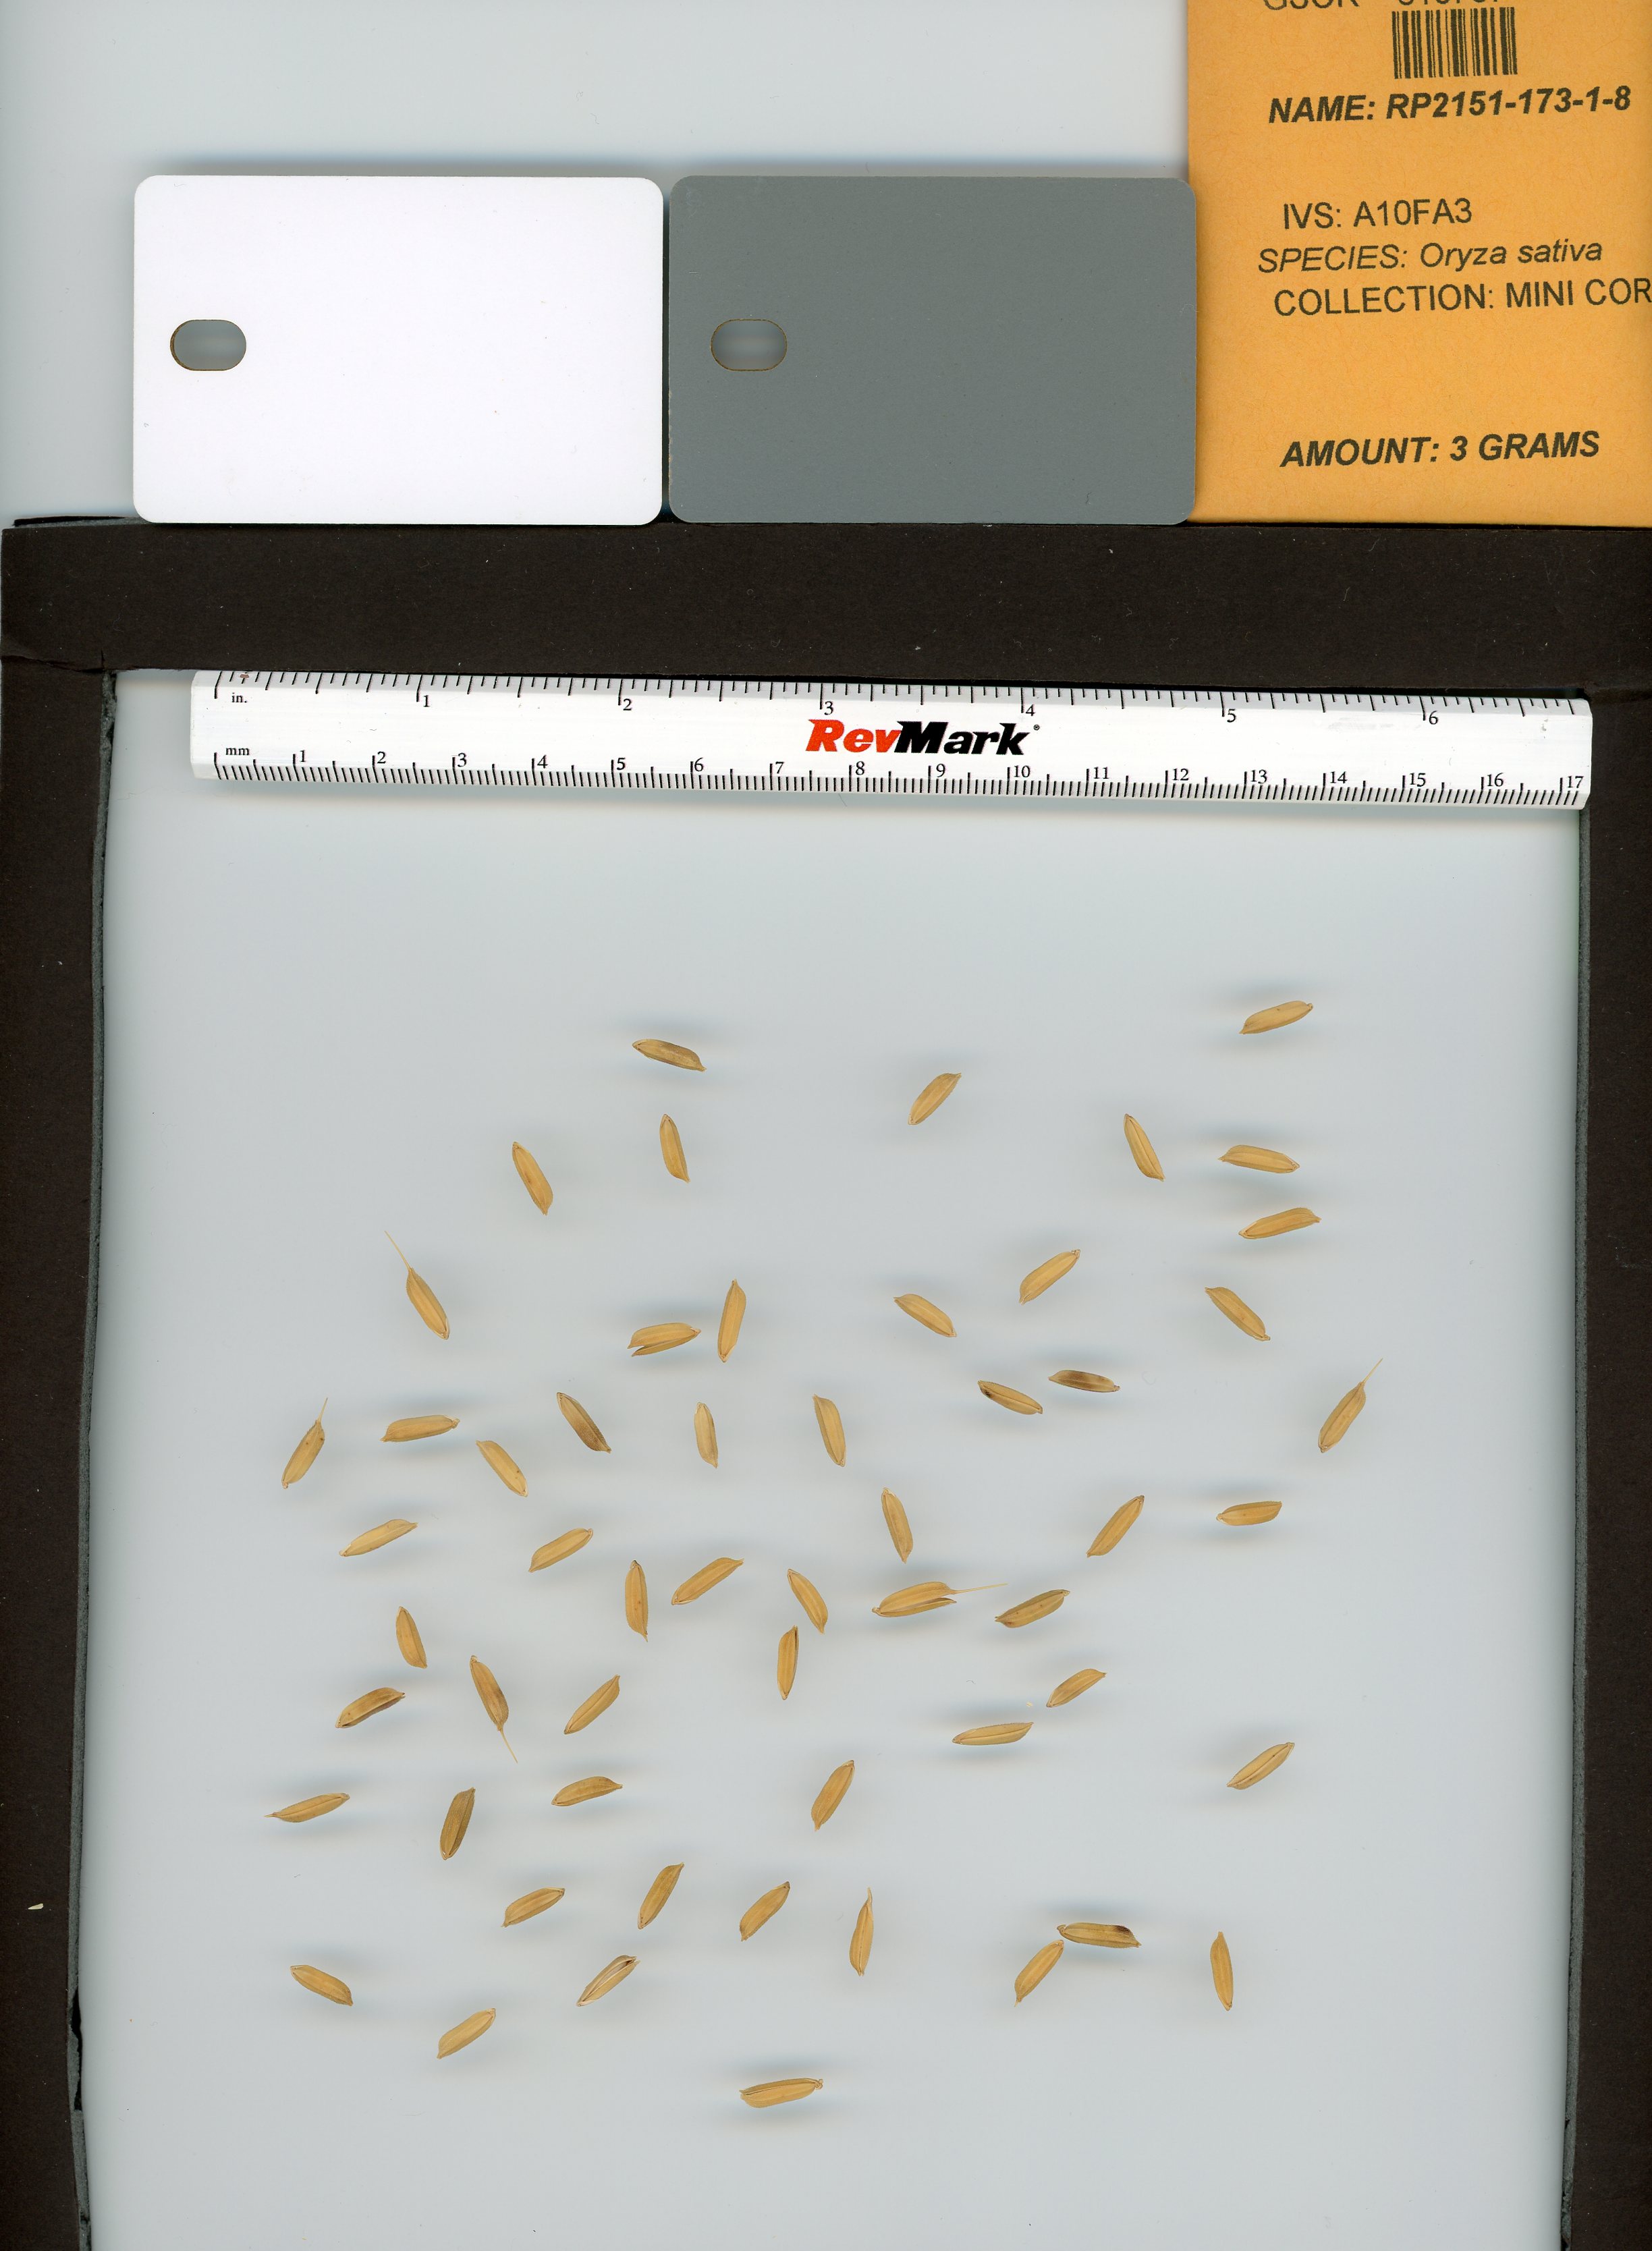 NAME: RP2151-173-1-8
IVS: A10FA3
SPECIES: Oryza sativa
COLLECTION: MINI COR
AMOUNT: 3 GRAMS
in. 1 2 3 4 5 6
RevMark
mm 1 2 3 4 5 6 7 8 9 10 11 12 13 14 15 16 17